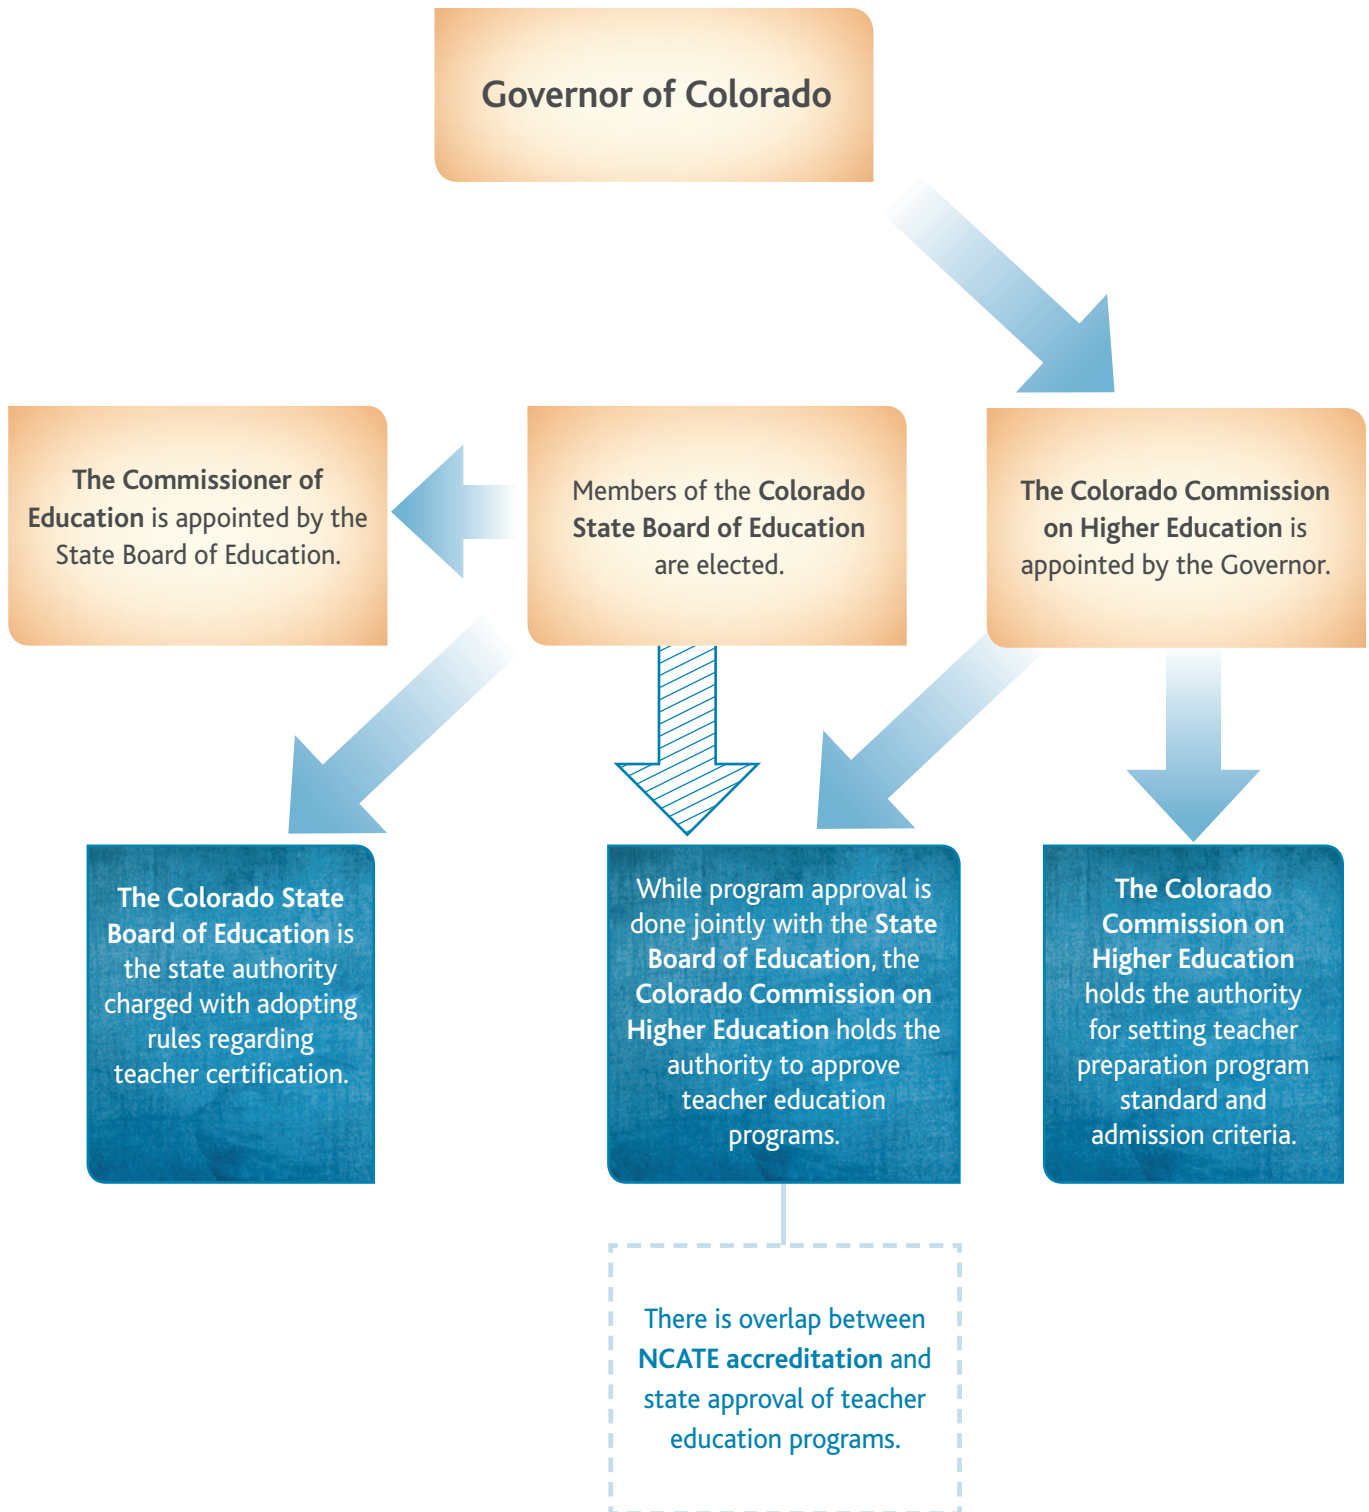 Governor of Colorado
The Commissioner of
Education is appointed by the
State Board of Education.
Members of the Colorado
State Board of Education
are elected.
The Colorado Commission
on Higher Education is
appointed by the Governor.
The Colorado State
Board of Education is
the state authority
charged with adopting
rules regarding
teacher certification.
While program approval is
done jointly with the State
Board of Education, the
Colorado Commission on
Higher Education holds the
authority to approve
teacher education
programs.
The Colorado
Commission on
Higher Education
holds the authority
for setting teacher
preparation program
standard and
admission criteria.
There is overlap between
NCATE accreditation and
state approval of teacher
education programs.